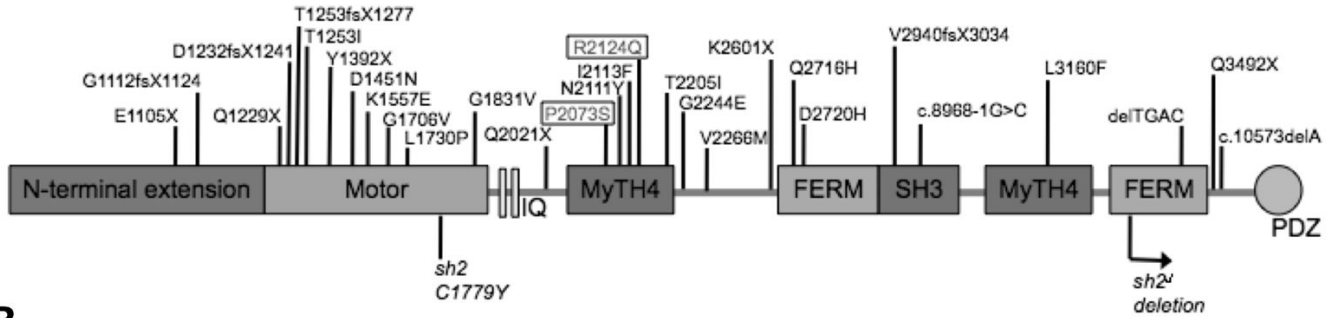 T1253fsX1277
D1232fsX1241
T1253I
Y1392X
G1112fsX1124
D1451N
K1557E
E1105X
Q1229X
G1706V
L1730P
G1831V
R2124Q
I2113F
N2111Y
P2073S
Q2021X
K2601X
T2205I
G2244E
V2266M
V2940fsX3034
Q2716H
D2720H
c.8968-1G>C
L3160F
delTGAC
Q3492X
c.10573delA
N-terminal extension
Motor
IQ
MyTH4
FERM
SH3
MyTH4
FERM
PDZ
sh2
C1779Y
deletion